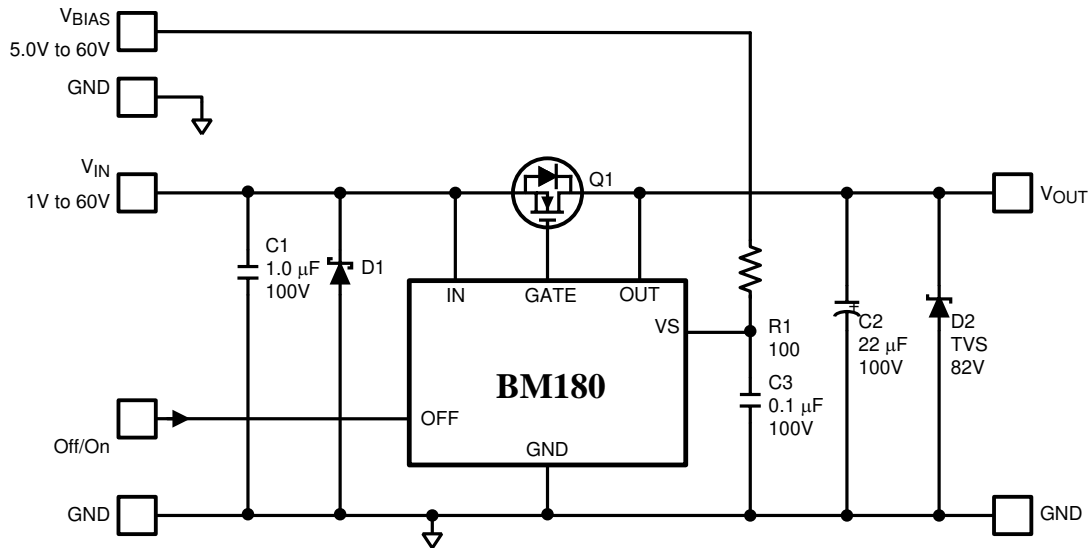 VBIAS
5.0V to 60V
GND
VIN
1V to 60V
Q1
VOUT
C1
1.0 μF
100V
D1
IN
GATE
OUT
VS
R1
100
C2
22 μF
100V
D2
TVS
82V
BM180
C3
0.1 μF
100V
OFF
Off/On
GND
GND
GND